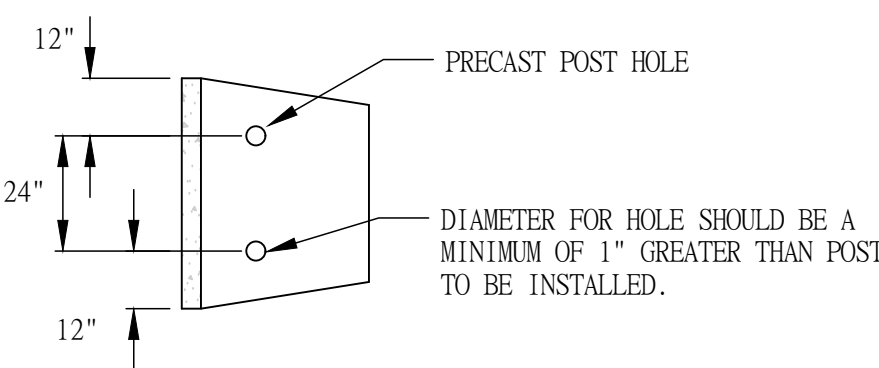 12"
PRECAST POST HOLE
24"
DIAMETER FOR HOLE SHOULD BE A
MINIMUM OF 1" GREATER THAN POST
TO BE INSTALLED.
12"